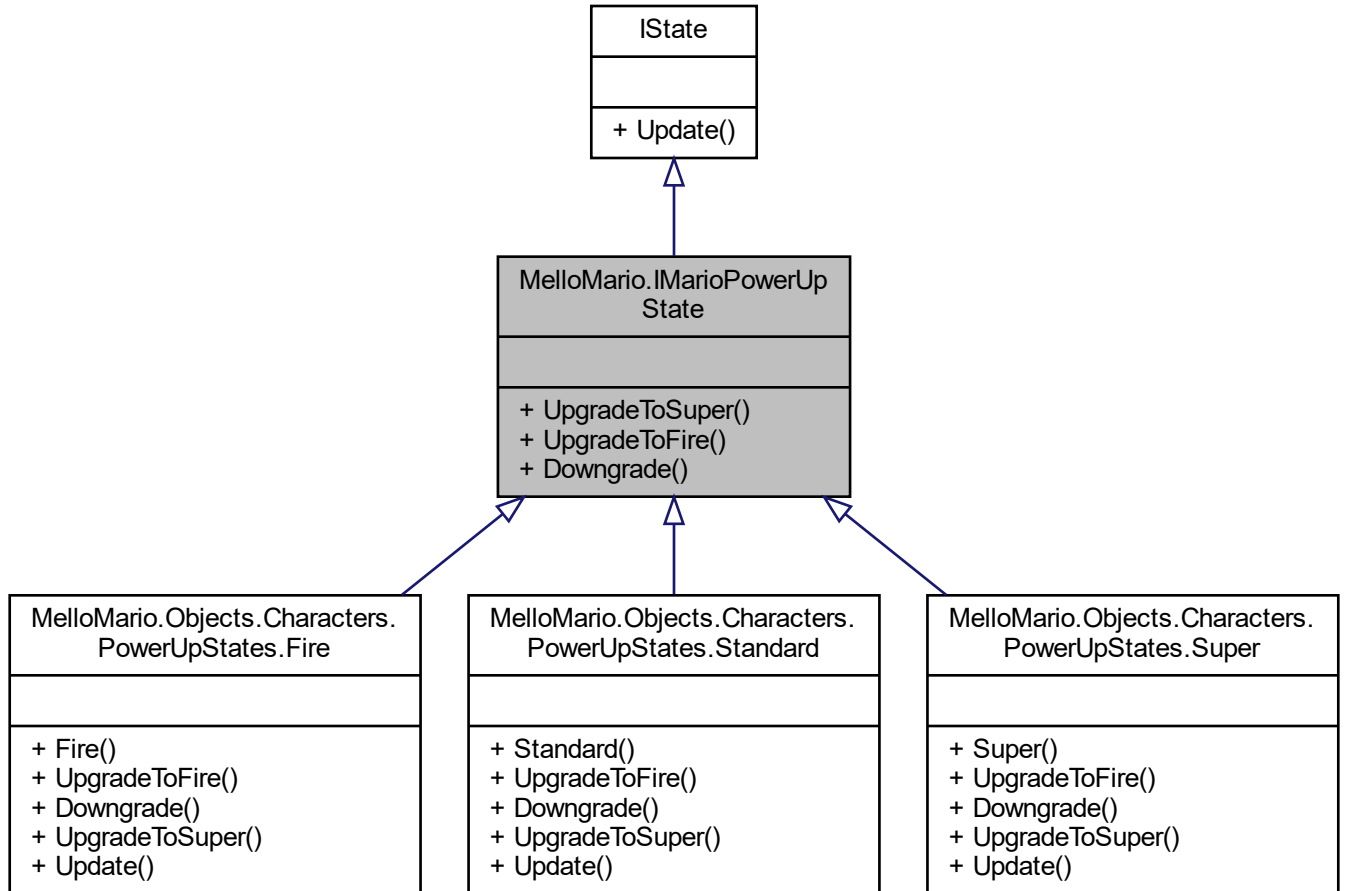 IState
+ Update()
MelloMario.IMarioPowerUp
State
+ UpgradeToSuper()
+ UpgradeToFire()
+ Downgrade()
MelloMario.Objects.Characters.
PowerUpStates.Fire
+ Fire()
+ UpgradeToFire()
+ Downgrade()
+ UpgradeToSuper()
+ Update()
MelloMario.Objects.Characters.
PowerUpStates.Standard
+ Standard()
+ UpgradeToFire()
+ Downgrade()
+ UpgradeToSuper()
+ Update()
MelloMario.Objects.Characters.
PowerUpStates.Super
+ Super()
+ UpgradeToFire()
+ Downgrade()
+ UpgradeToSuper()
+ Update()